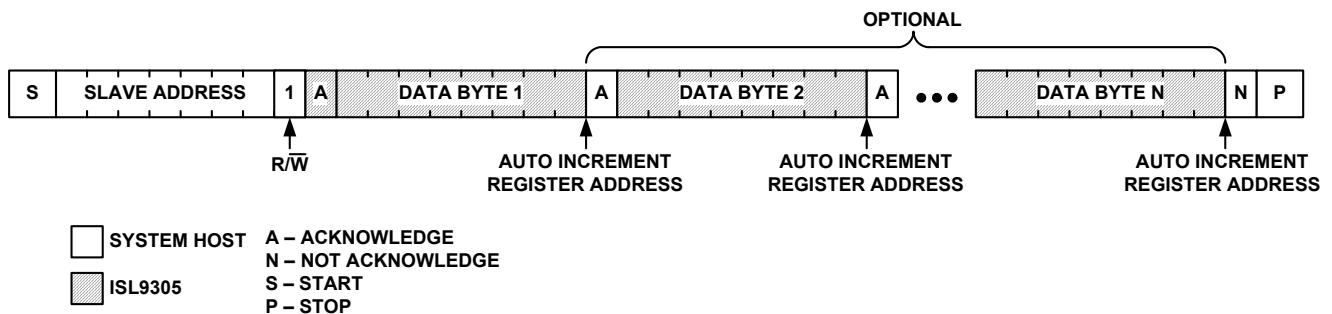 OPTIONAL
S SLAVE ADDRESS 1 A DATA BYTE 1 A DATA BYTE 2 A ●●● DATA BYTE N N P
R/W̅
AUTO INCREMENT
REGISTER ADDRESS
AUTO INCREMENT
REGISTER ADDRESS
AUTO INCREMENT
REGISTER ADDRESS
SYSTEM HOST
ISL9305
A – ACKNOWLEDGE
N – NOT ACKNOWLEDGE
S – START
P – STOP